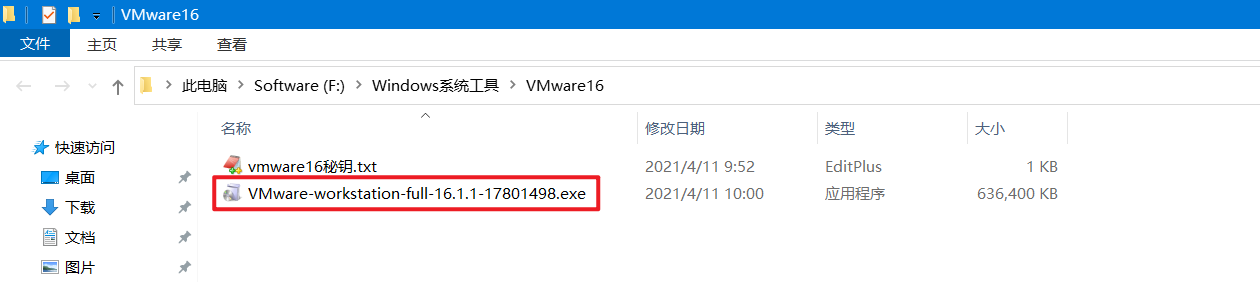 VMware16
文件 主页 共享 查看
此电脑 Software (F:) Windows系统工具 VMware16
名称 修改日期 类型 大小
快速访问
vmware16秘钥.txt 2021/4/11 9:52 EditPlus 1 KB
桌面
VMware-workstation-full-16.1.1-17801498.exe 2021/4/11 10:00 应用程序 636,400 KB
下载
文档
图片